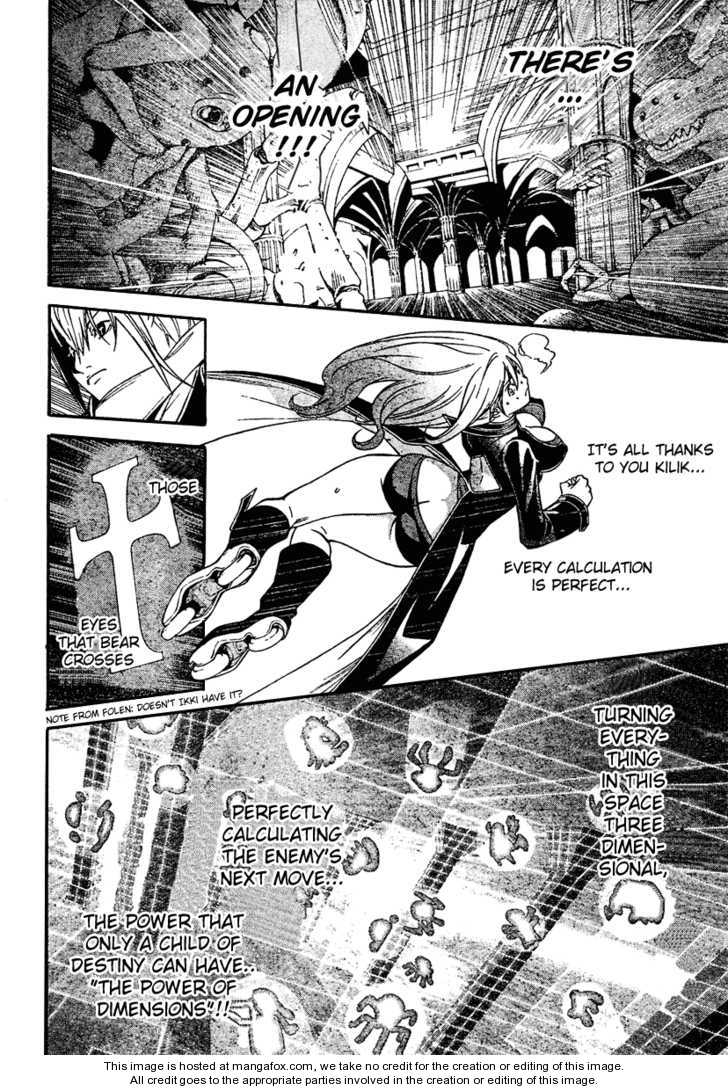 THERE'S
...
AN
OPENING
!!!
IT'S ALL THANKS
TO YOU KILIK...
EVERY CALCULATION
IS PERFECT...
THOSE
EYES
THAT BEAR
CROSSES
NOTE FROM FOLEN: DOESN'T IKKI HAVE IT?
TURNING
EVERY-
THING
IN THIS
SPACE
THREE
DIMEN-
SIONAL,
PERFECTLY
CALCULATING
THE ENEMY'S
NEXT MOVE...
THE POWER THAT
ONLY A CHILD OF
DESTINY CAN HAVE..
"THE POWER OF
DIMENSIONS"!!
This image is hosted at mangafox.com, we take no credit for the creation or editing of this image.
All credit goes to the appropriate parties involved in the creation or editing of this image.